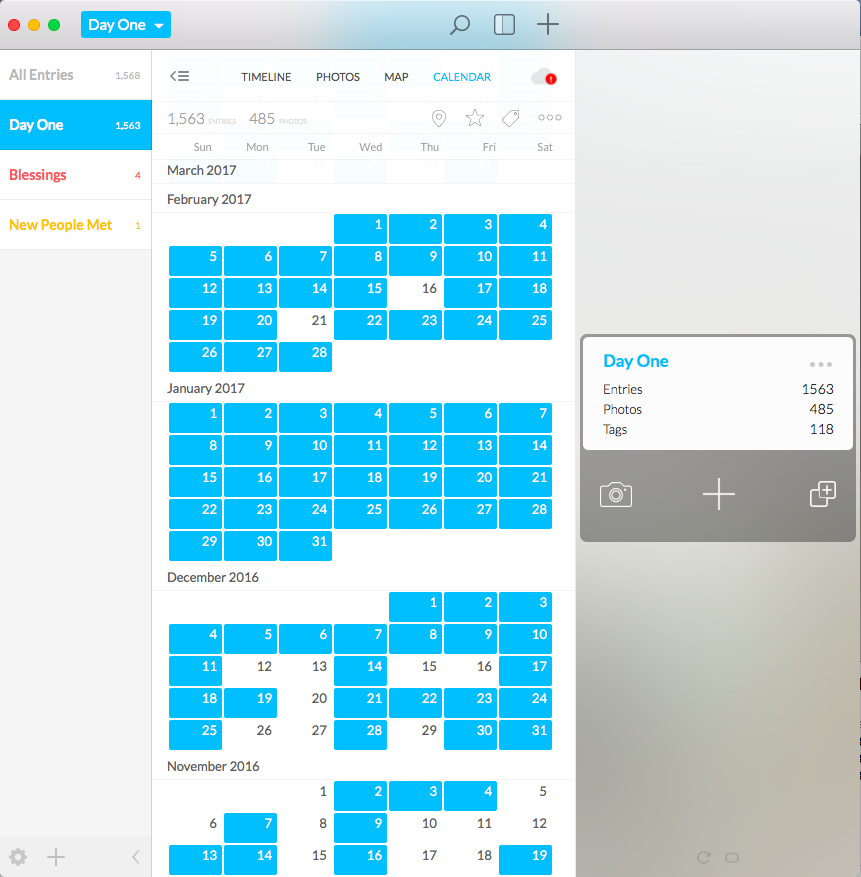 Day One
All Entries 1,568
Day One 1,563
Blessings 4
New People Met 1
TIMELINE PHOTOS MAP CALENDAR
1,563 ENTRIES 485 PHOTOS
Sun Mon Tue Wed Thu Fri Sat
March 2017
February 2017
1 2 3 4
5 6 7 8 9 10 11
12 13 14 15 16 17 18
19 20 21 22 23 24 25
26 27 28
January 2017
1 2 3 4 5 6 7
8 9 10 11 12 13 14
15 16 17 18 19 20 21
22 23 24 25 26 27 28
29 30 31
December 2016
1 2 3
4 5 6 7 8 9 10
11 12 13 14 15 16 17
18 19 20 21 22 23 24
25 26 27 28 29 30 31
November 2016
1 2 3 4 5
6 7 8 9 10 11 12
13 14 15 16 17 18 19
Day One
Entries 1563
Photos 485
Tags 118